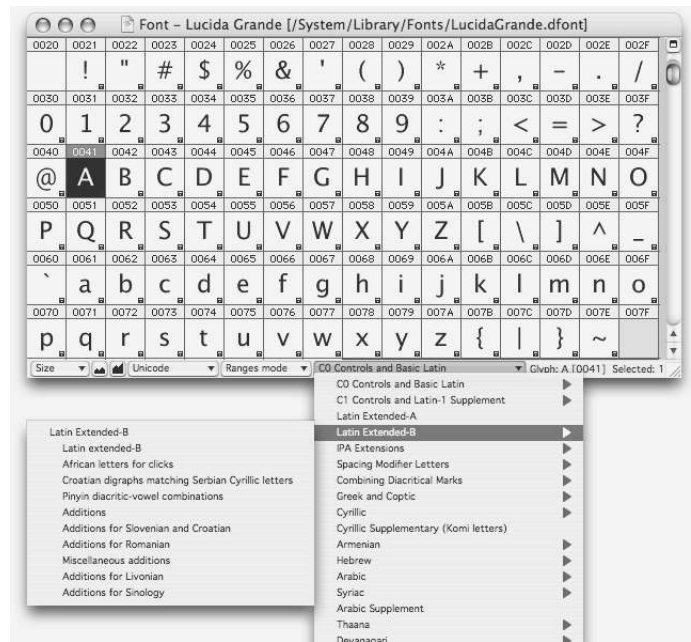 Font – Lucida Grande [/System/Library/Fonts/LucidaGrande.dfont]
0020 0021 0022 0023 0024 0025 0026 0027 0028 0029 002A 002B 002C 002D 002E 002F
! " # $ % & ' ( ) * + , – . /
0030 0031 0032 0033 0034 0035 0036 0037 0038 0039 003A 003B 003C 003D 003E 003F
0 1 2 3 4 5 6 7 8 9 : ; < = > ?
0040 0041 0042 0043 0044 0045 0046 0047 0048 0049 004A 004B 004C 004D 004E 004F
@ A B C D E F G H I J K L M N O
0050 0051 0052 0053 0054 0055 0056 0057 0058 0059 005A 005B 005C 005D 005E 005F
P Q R S T U V W X Y Z [ \ ] ^ _
0060 0061 0062 0063 0064 0065 0066 0067 0068 0069 006A 006B 006C 006D 006E 006F
` a b c d e f g h i j k l m n o
0070 0071 0072 0073 0074 0075 0076 0077 0078 0079 007A 007B 007C 007D 007E 007F
p q r s t u v w x y z { | } ~
Size Unicode Ranges mode C0 Controls and Basic Latin Glyph: A [0041] Selected: 1
C0 Controls and Basic Latin
C1 Controls and Latin-1 Supplement
Latin Extended-A
Latin Extended-B
IPA Extensions
Spacing Modifier Letters
Combining Diacritical Marks
Greek and Coptic
Cyrillic
Cyrillic Supplementary (Komi letters)
Armenian
Hebrew
Arabic
Syriac
Arabic Supplement
Thaana
Devanagari
Latin Extended-B
Latin extended-B
African letters for clicks
Croatian digraphs matching Serbian Cyrillic letters
Pinyin diacritic-vowel combinations
Additions
Additions for Slovenian and Croatian
Additions for Romanian
Miscellaneous additions
Additions for Livonian
Additions for Sinology